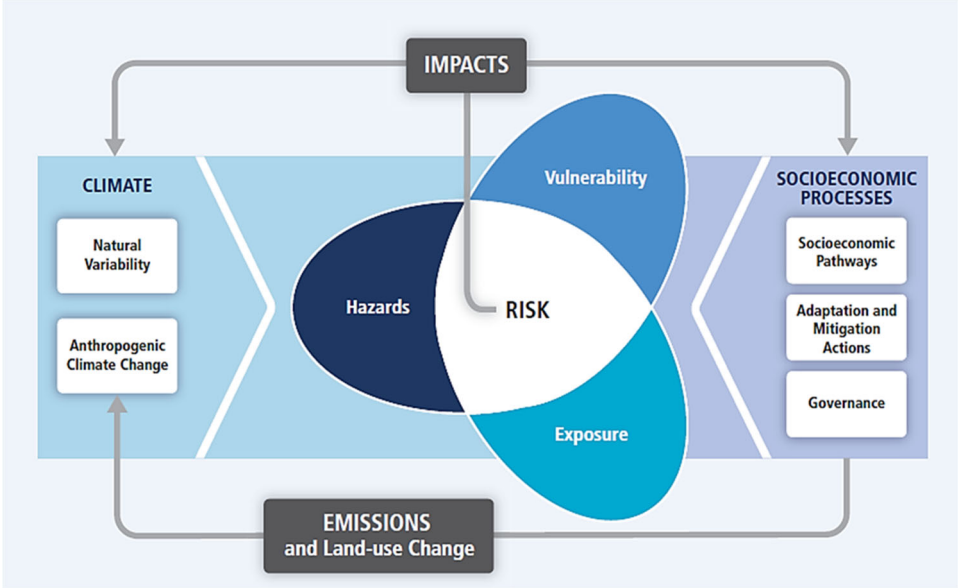 IMPACTS
CLIMATE
Natural
Variability
Anthropogenic
Climate Change
Vulnerability
Hazards
RISK
Exposure
SOCIOECONOMIC
PROCESSES
Socioeconomic
Pathways
Adaptation and
Mitigation
Actions
Governance
EMISSIONS
and Land-use Change